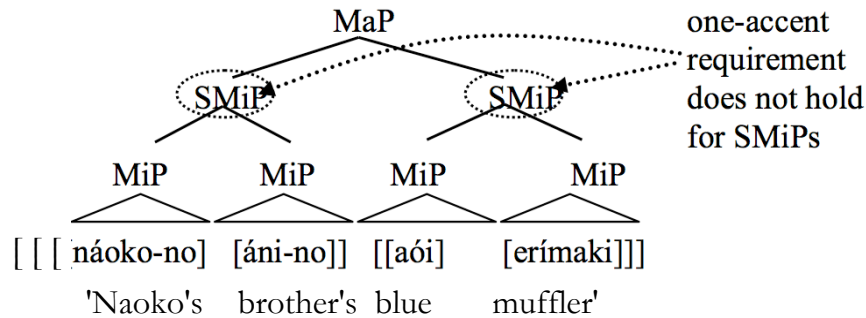 MaP
one-accent
requirement
does not hold
for SMiPs
SMiP SMiP
MiP MiP MiP MiP
[ [ [ [náoko-no] [áni-no]] [[aói] [erímaki]]]
'Naoko's brother's blue muffler'